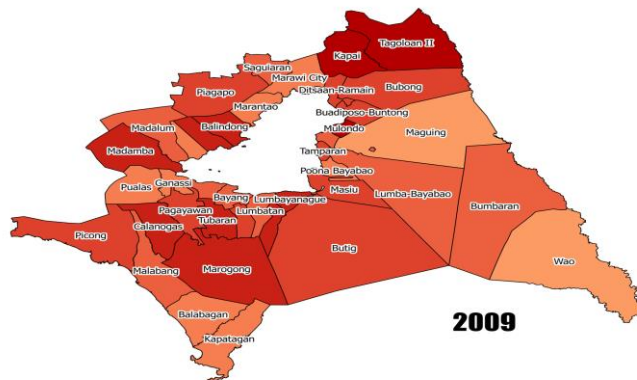 Tagoloan II
Kapai
Saguiaran
Marawi City
Ditsaan-Ramain
Bubong
Piagapo
Marantao
Buadiposo-Buntong
Balindong
Mulondo
Maguing
Madalum
Tamparan
Madamba
Poona Bayabao
Pualas
Ganassi
Masiu
Lumba-Bayabao
Bayang
Lumbayanague
Bumbaran
Pagayawan
Lumbatan
Tubaran
Calanogas
Picong
Butig
Wao
Malabang
Marogong
Balabagan
2009
Kapatagan